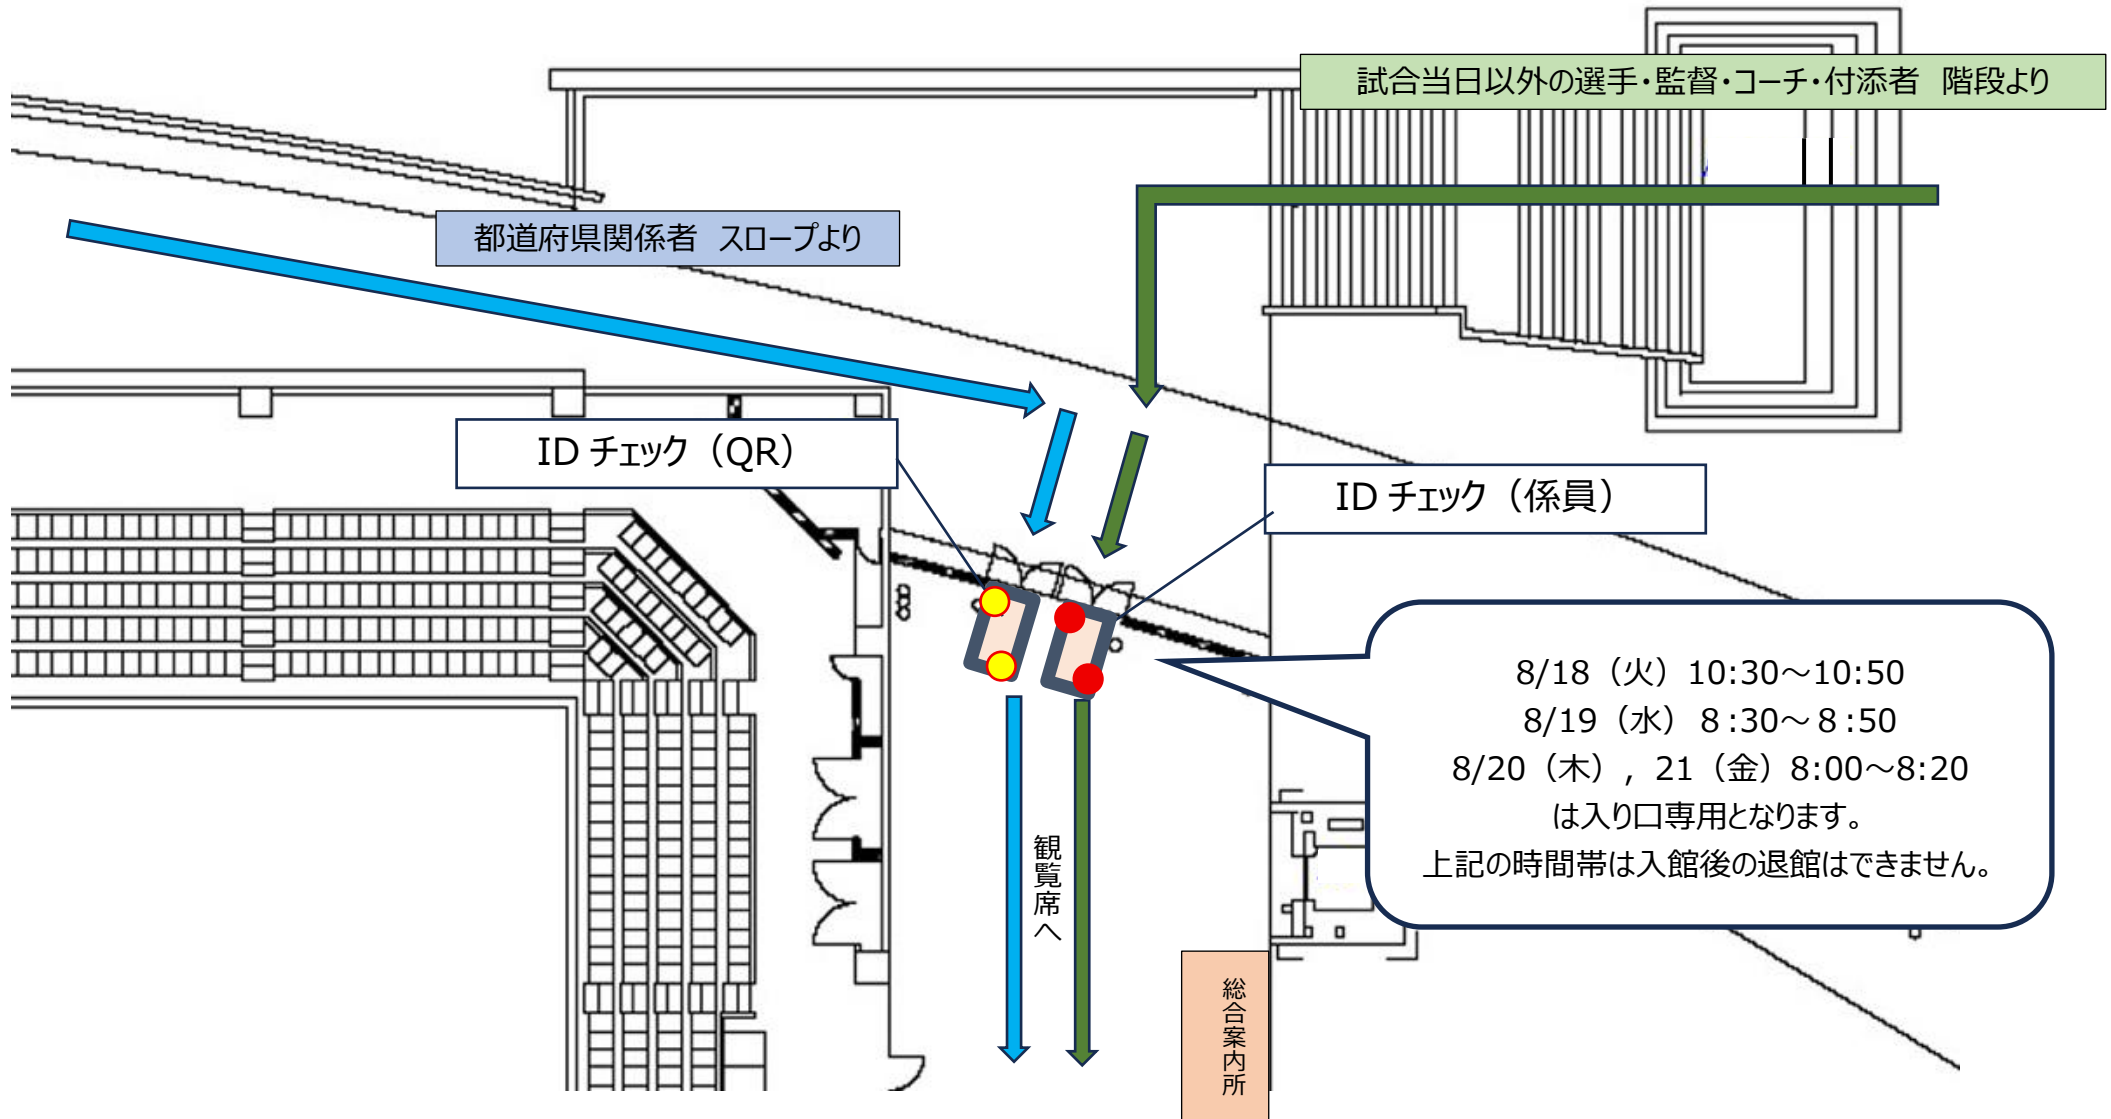 試合当日以外の選手・監督・コーチ・付添者　階段より
都道府県関係者　スロープより
ID チェック（QR）
ID チェック（係員）
8/18（火）10:30～10:50
8/19（水）８:30～８:50
8/20（木）, 21（金）8:00～8:20
は入り口専用となります。
上記の時間帯は入館後の退館はできません。
観覧席へ
総合案内所